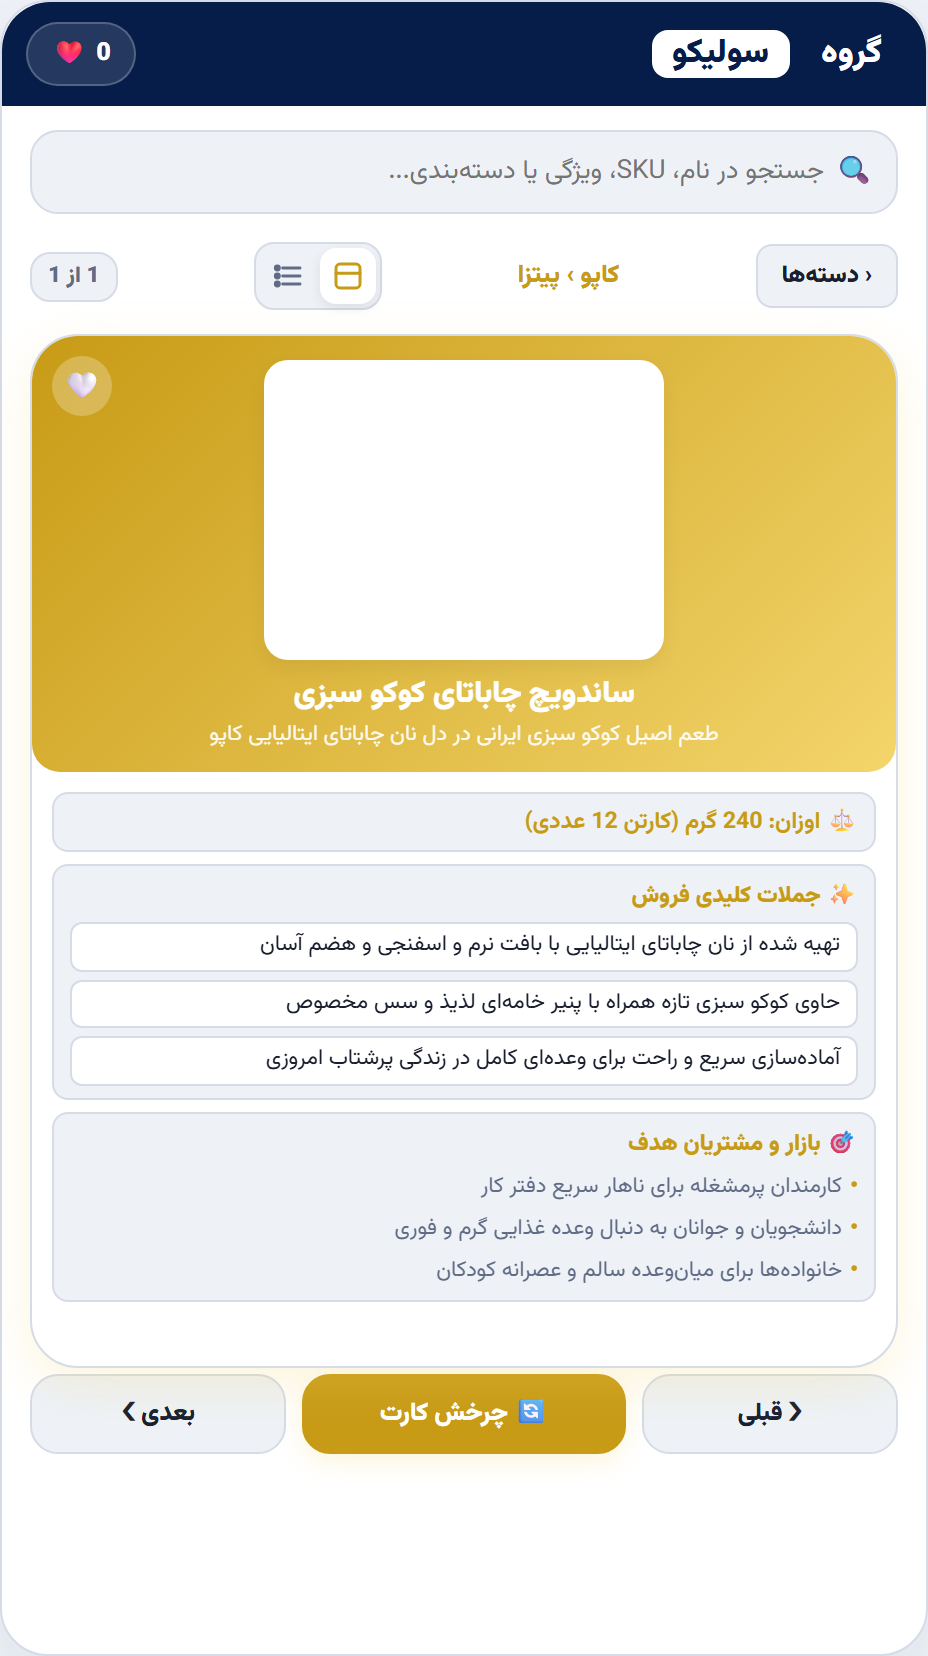 گروه سولیکو
0
جستجو در نام، SKU، ویژگی یا دسته‌بندی...
‹ دسته‌ها
کاپو › پیتزا
1 از 1
ساندویچ چاباتای کوکو سبزی
طعم اصیل کوکو سبزی ایرانی در دل نان چاباتای ایتالیایی کاپو
اوزان: 240 گرم (کارتن 12 عددی)
جملات کلیدی فروش
تهیه شده از نان چاباتای ایتالیایی با بافت نرم و اسفنجی و هضم آسان
حاوی کوکو سبزی تازه همراه با پنیر خامه‌ای لذیذ و سس مخصوص
آماده‌سازی سریع و راحت برای وعده‌ای کامل در زندگی پرشتاب امروزی
بازار و مشتریان هدف
• کارمندان پرمشغله برای ناهار سریع دفتر کار
• دانشجویان و جوانان به دنبال وعده غذایی گرم و فوری
• خانواده‌ها برای میان‌وعده سالم و عصرانه کودکان
❮ قبلی
چرخش کارت
بعدی ❯